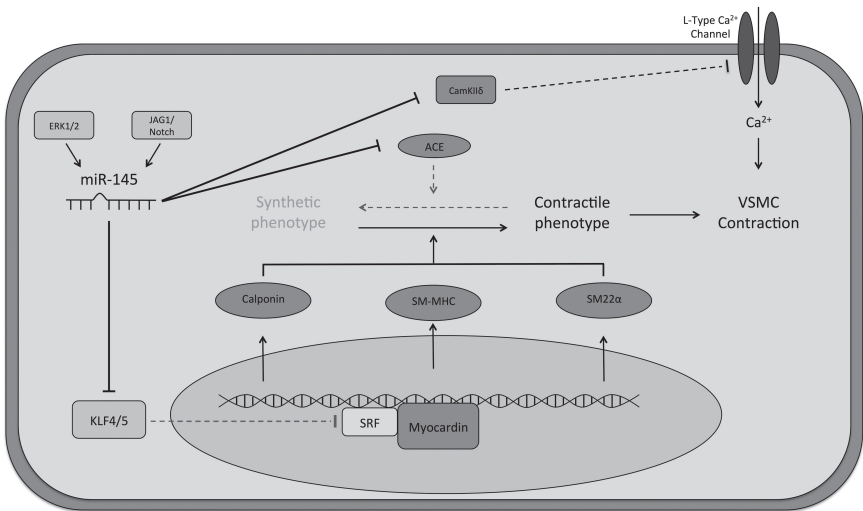 L-Type Ca²⁺
Channel
CamKIIδ
ERK1/2
JAG1/
Notch
Ca²⁺
ACE
miR-145
Synthetic
phenotype
Contractile
phenotype
VSMC
Contraction
Calponin
SM-MHC
SM22α
KLF4/5
SRF
Myocardin